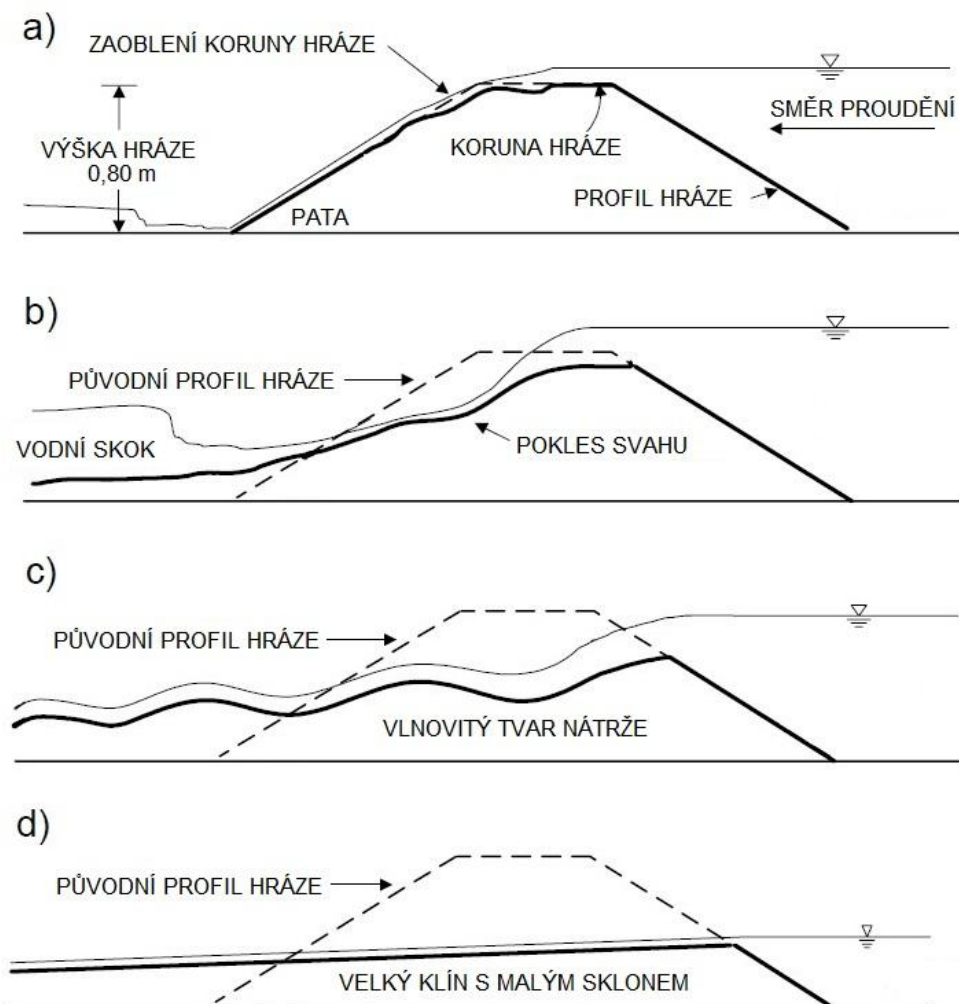 a)
ZAOBLENÍ KORUNY HRÁZE
SMĚR PROUDĚNÍ
VÝŠKA HRÁZE
0,80 m
KORUNA HRÁZE
PROFIL HRÁZE
PATA
b)
PŮVODNÍ PROFIL HRÁZE
VODNÍ SKOK
POKLES SVAHU
c)
PŮVODNÍ PROFIL HRÁZE
VLNOVITÝ TVAR NÁTRŽE
d)
PŮVODNÍ PROFIL HRÁZE
VELKÝ KLÍN S MALÝM SKLONEM